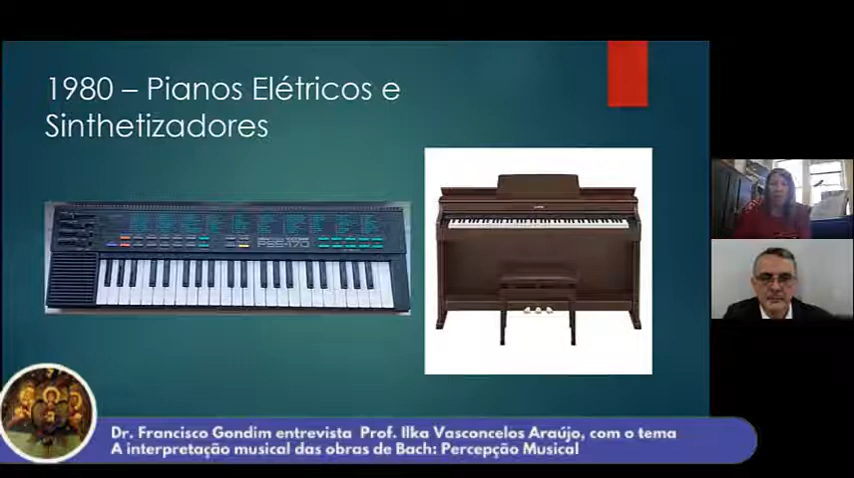 1980 – Pianos Elétricos e
Sinthetizadores
PSS-170
Dr. Francisco Gondim entrevista Prof. Ilka Vasconcelos Araújo, com o tema
A interpretação musical das obras de Bach: Percepção Musical